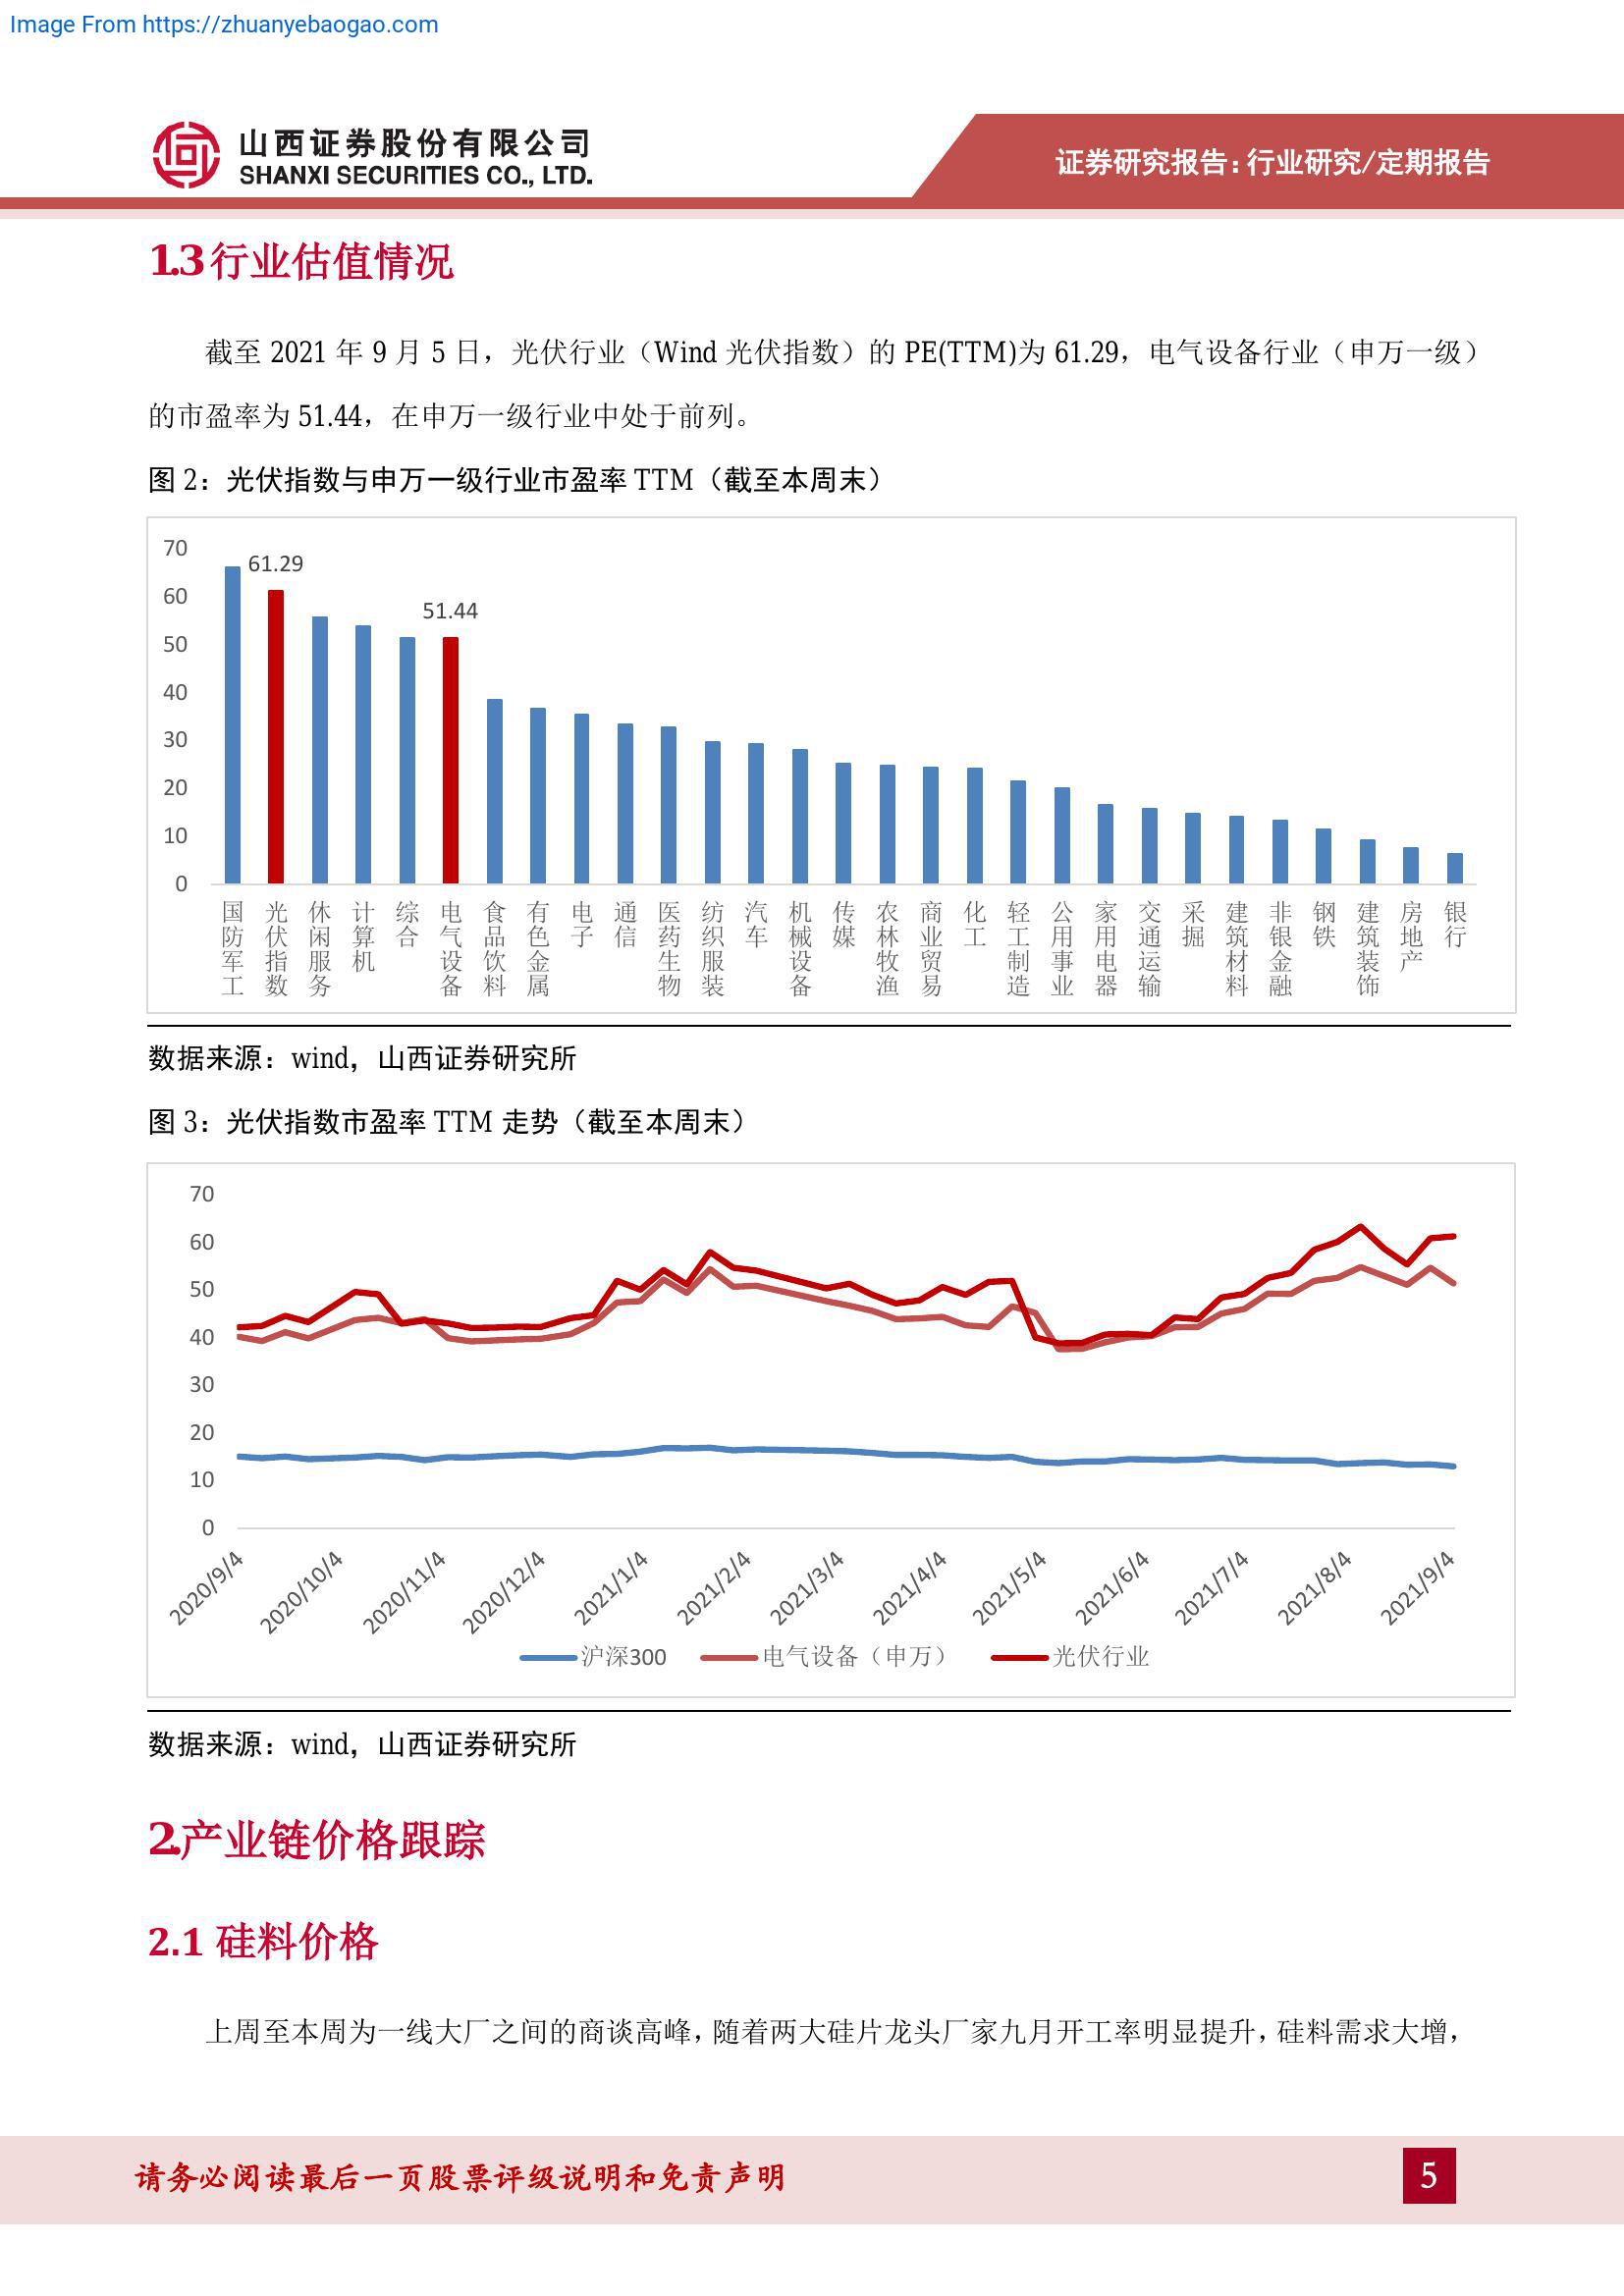 Image From https://zhuanyebaogao.com
山西证券股份有限公司
SHANXI SECURITIES CO., LTD.
证券研究报告:行业研究/定期报告
1.3 行业估值情况
截至 2021 年 9 月 5 日，光伏行业（Wind 光伏指数）的 PE(TTM)为 61.29，电气设备行业（申万一级）
的市盈率为 51.44，在申万一级行业中处于前列。
图 2：光伏指数与申万一级行业市盈率 TTM（截至本周末）
70
60
50
40
30
20
10
0
61.29
51.44
国防军工
光伏指数
休闲服务
计算机
综合
电气设备
食品饮料
有色金属
电子
通信
医药生物
纺织服装
汽车
机械设备
传媒
农林牧渔
商业贸易
化工
轻工制造
公用事业
家用电器
交通运输
采掘
建筑材料
非银金融
钢铁
建筑装饰
房地产
银行
数据来源：wind，山西证券研究所
图 3：光伏指数市盈率 TTM 走势（截至本周末）
70
60
50
40
30
20
10
0
2020/9/4
2020/10/4
2020/11/4
2020/12/4
2021/1/4
2021/2/4
2021/3/4
2021/4/4
2021/5/4
2021/6/4
2021/7/4
2021/8/4
2021/9/4
沪深300 电气设备（申万） 光伏行业
数据来源：wind，山西证券研究所
2.产业链价格跟踪
2.1 硅料价格
上周至本周为一线大厂之间的商谈高峰，随着两大硅片龙头厂家九月开工率明显提升，硅料需求大增，
请务必阅读最后一页股票评级说明和免责声明
5